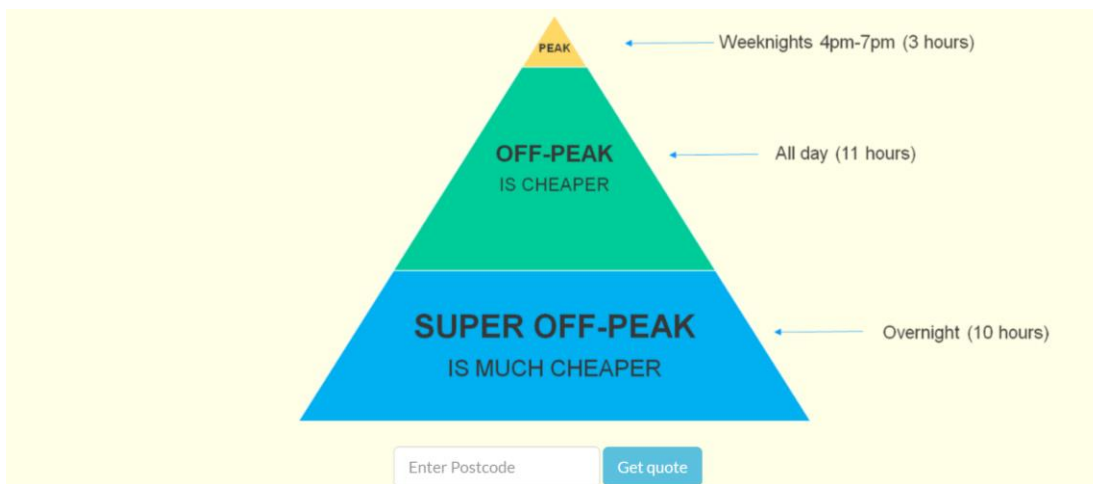 PEAK
Weeknights 4pm-7pm (3 hours)
OFF-PEAK
IS CHEAPER
All day (11 hours)
SUPER OFF-PEAK
IS MUCH CHEAPER
Overnight (10 hours)
Enter Postcode
Get quote